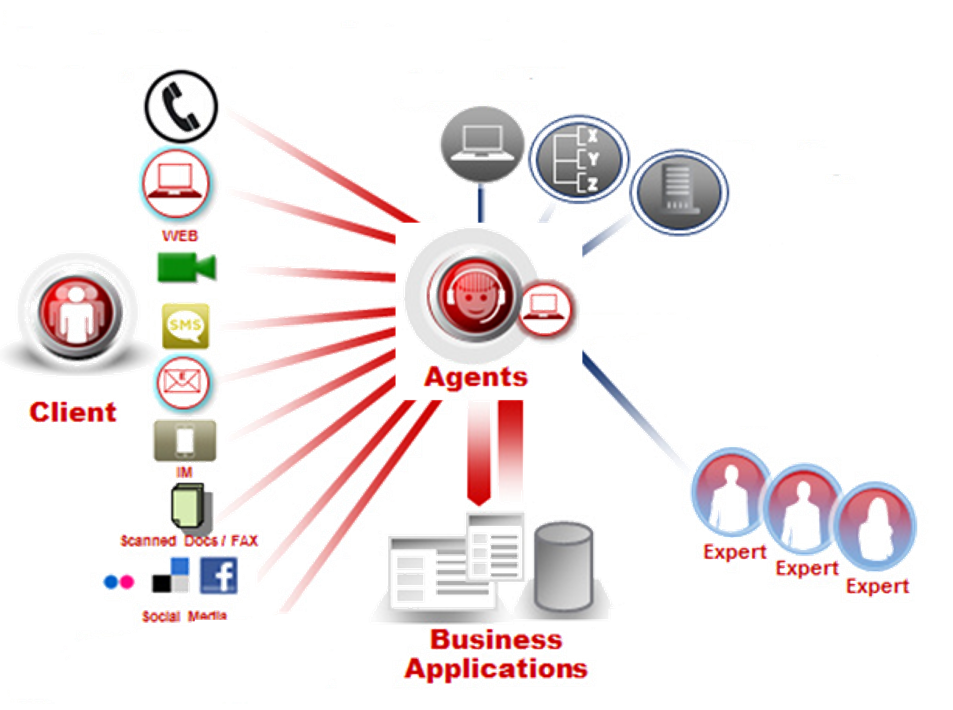 WEB
SMS
E
IM
Scanned Docs / FAX
f
Social Media
Client
X
Y
Z
Agents
Expert
Expert
Expert
Business
Applications